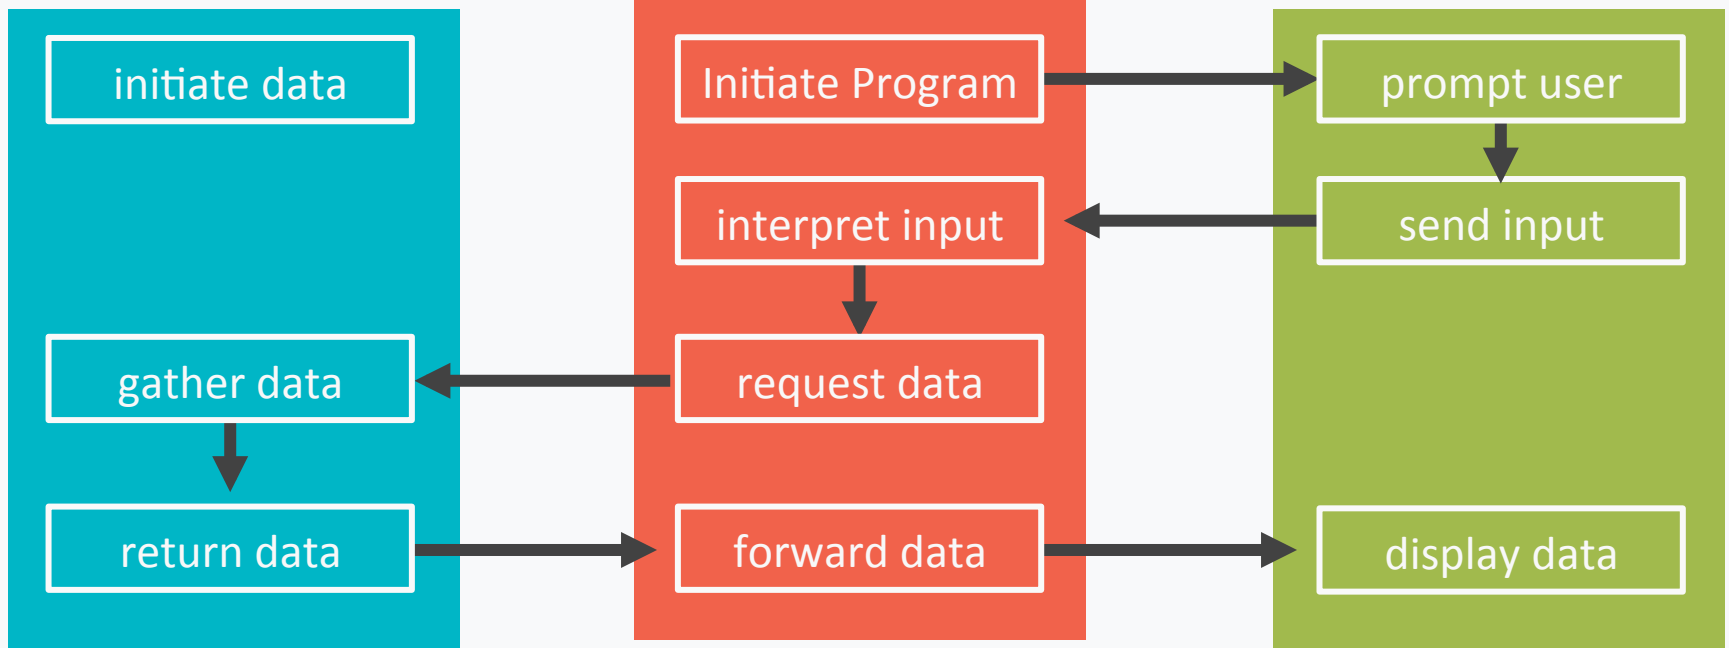 initiate data
Initiate Program
prompt user
interpret input
send input
gather data
request data
return data
forward data
display data